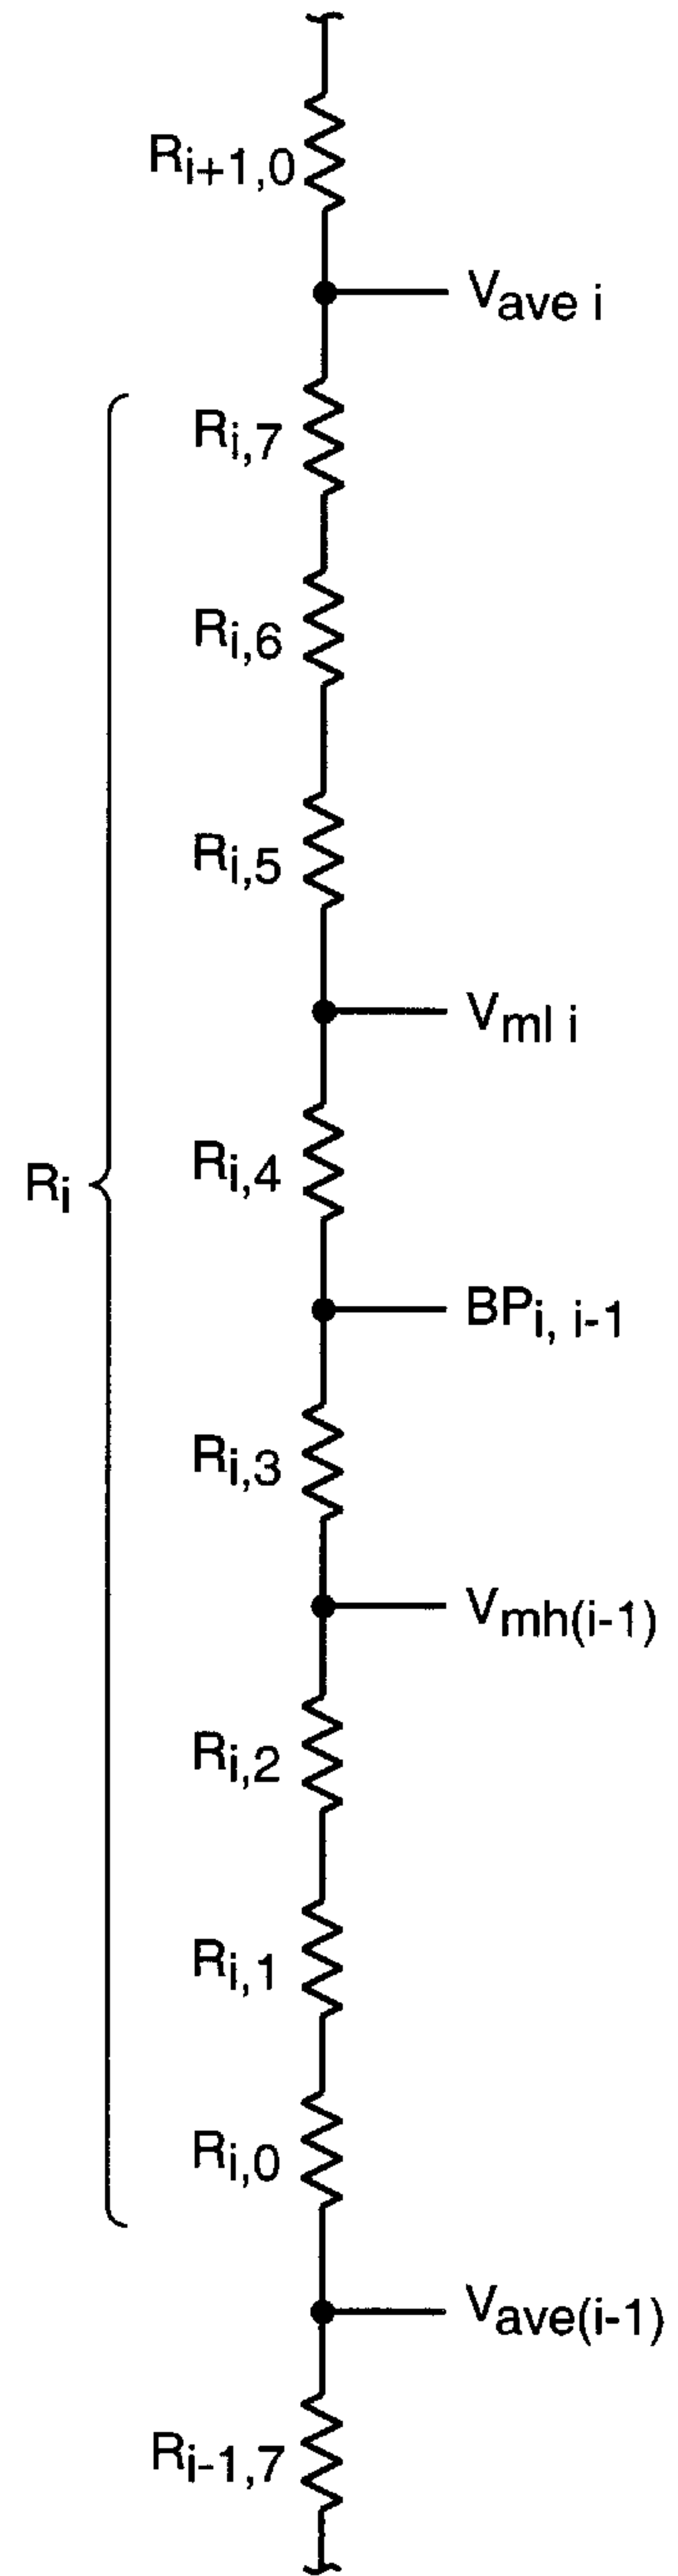 Ri+1,0
Vave i
Ri,7
Ri,6
Ri,5
Vml i
Ri,4
Ri
BPi, i-1
Ri,3
Vmh(i-1)
Ri,2
Ri,1
Ri,0
Vave(i-1)
Ri-1,7